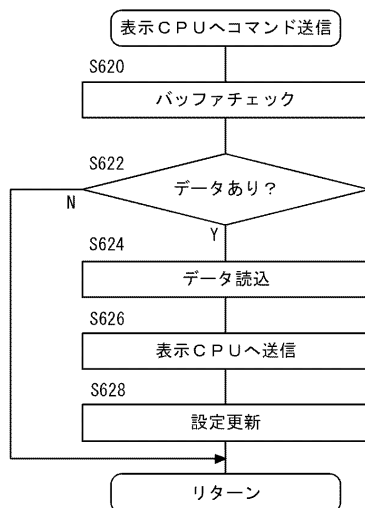 表示ＣＰＵへコマンド送信
S620
バッファチェック
S622
データあり？
N
Y
S624
データ読込
S626
表示ＣＰＵへ送信
S628
設定更新
リターン